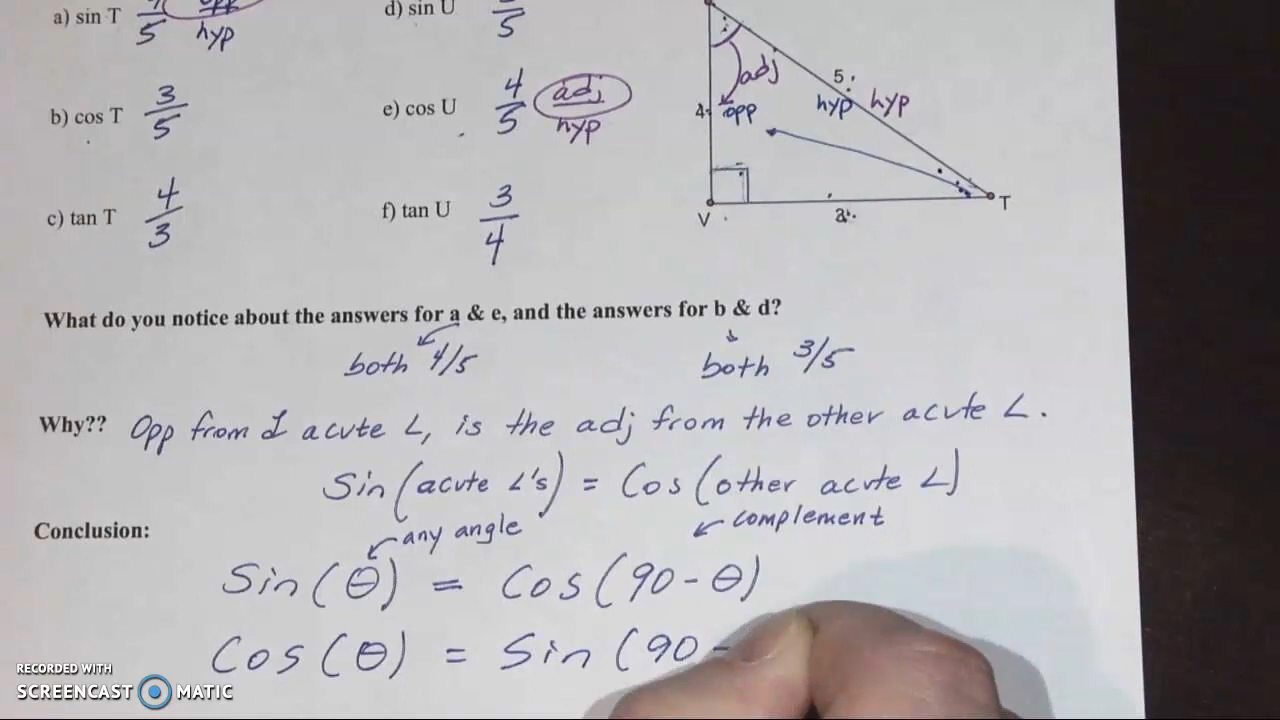 a) sin T 4/5 opp/hyp
d) sin U 3/5
b) cos T 3/5
e) cos U 4/5 adj/hyp
c) tan T 4/3
f) tan U 3/4
adj
5
hyp hyp
4 opp
V
T
What do you notice about the answers for a & e, and the answers for b & d?
both 4/5 both 3/5
Why?? Opp from 1 acute ∠, is the adj from the other acute ∠.
Sin(acute ∠'s) = Cos(other acute ∠)
Conclusion: any angle complement
Sin(θ) = Cos(90-θ)
Cos(θ) = Sin(90-
RECORDED WITH
SCREENCAST MATIC